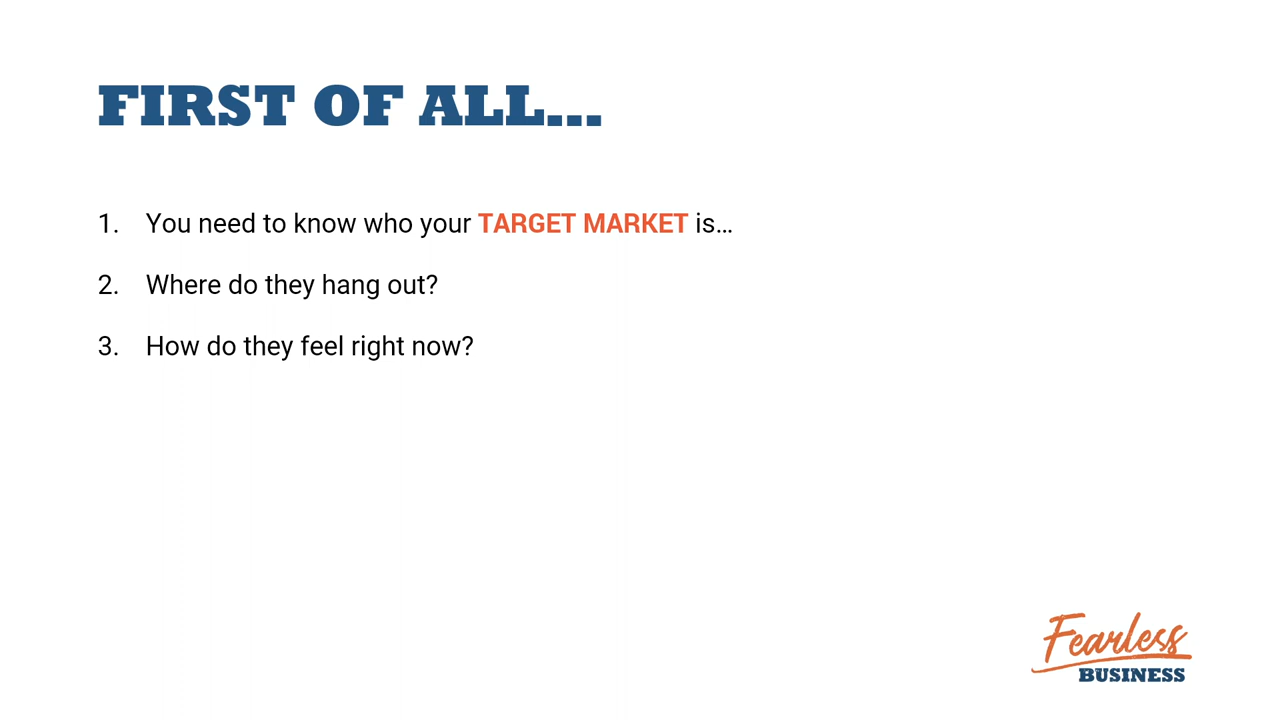 FIRST OF ALL...
1. You need to know who your TARGET MARKET is...
2. Where do they hang out?
3. How do they feel right now?
Fearless
BUSINESS